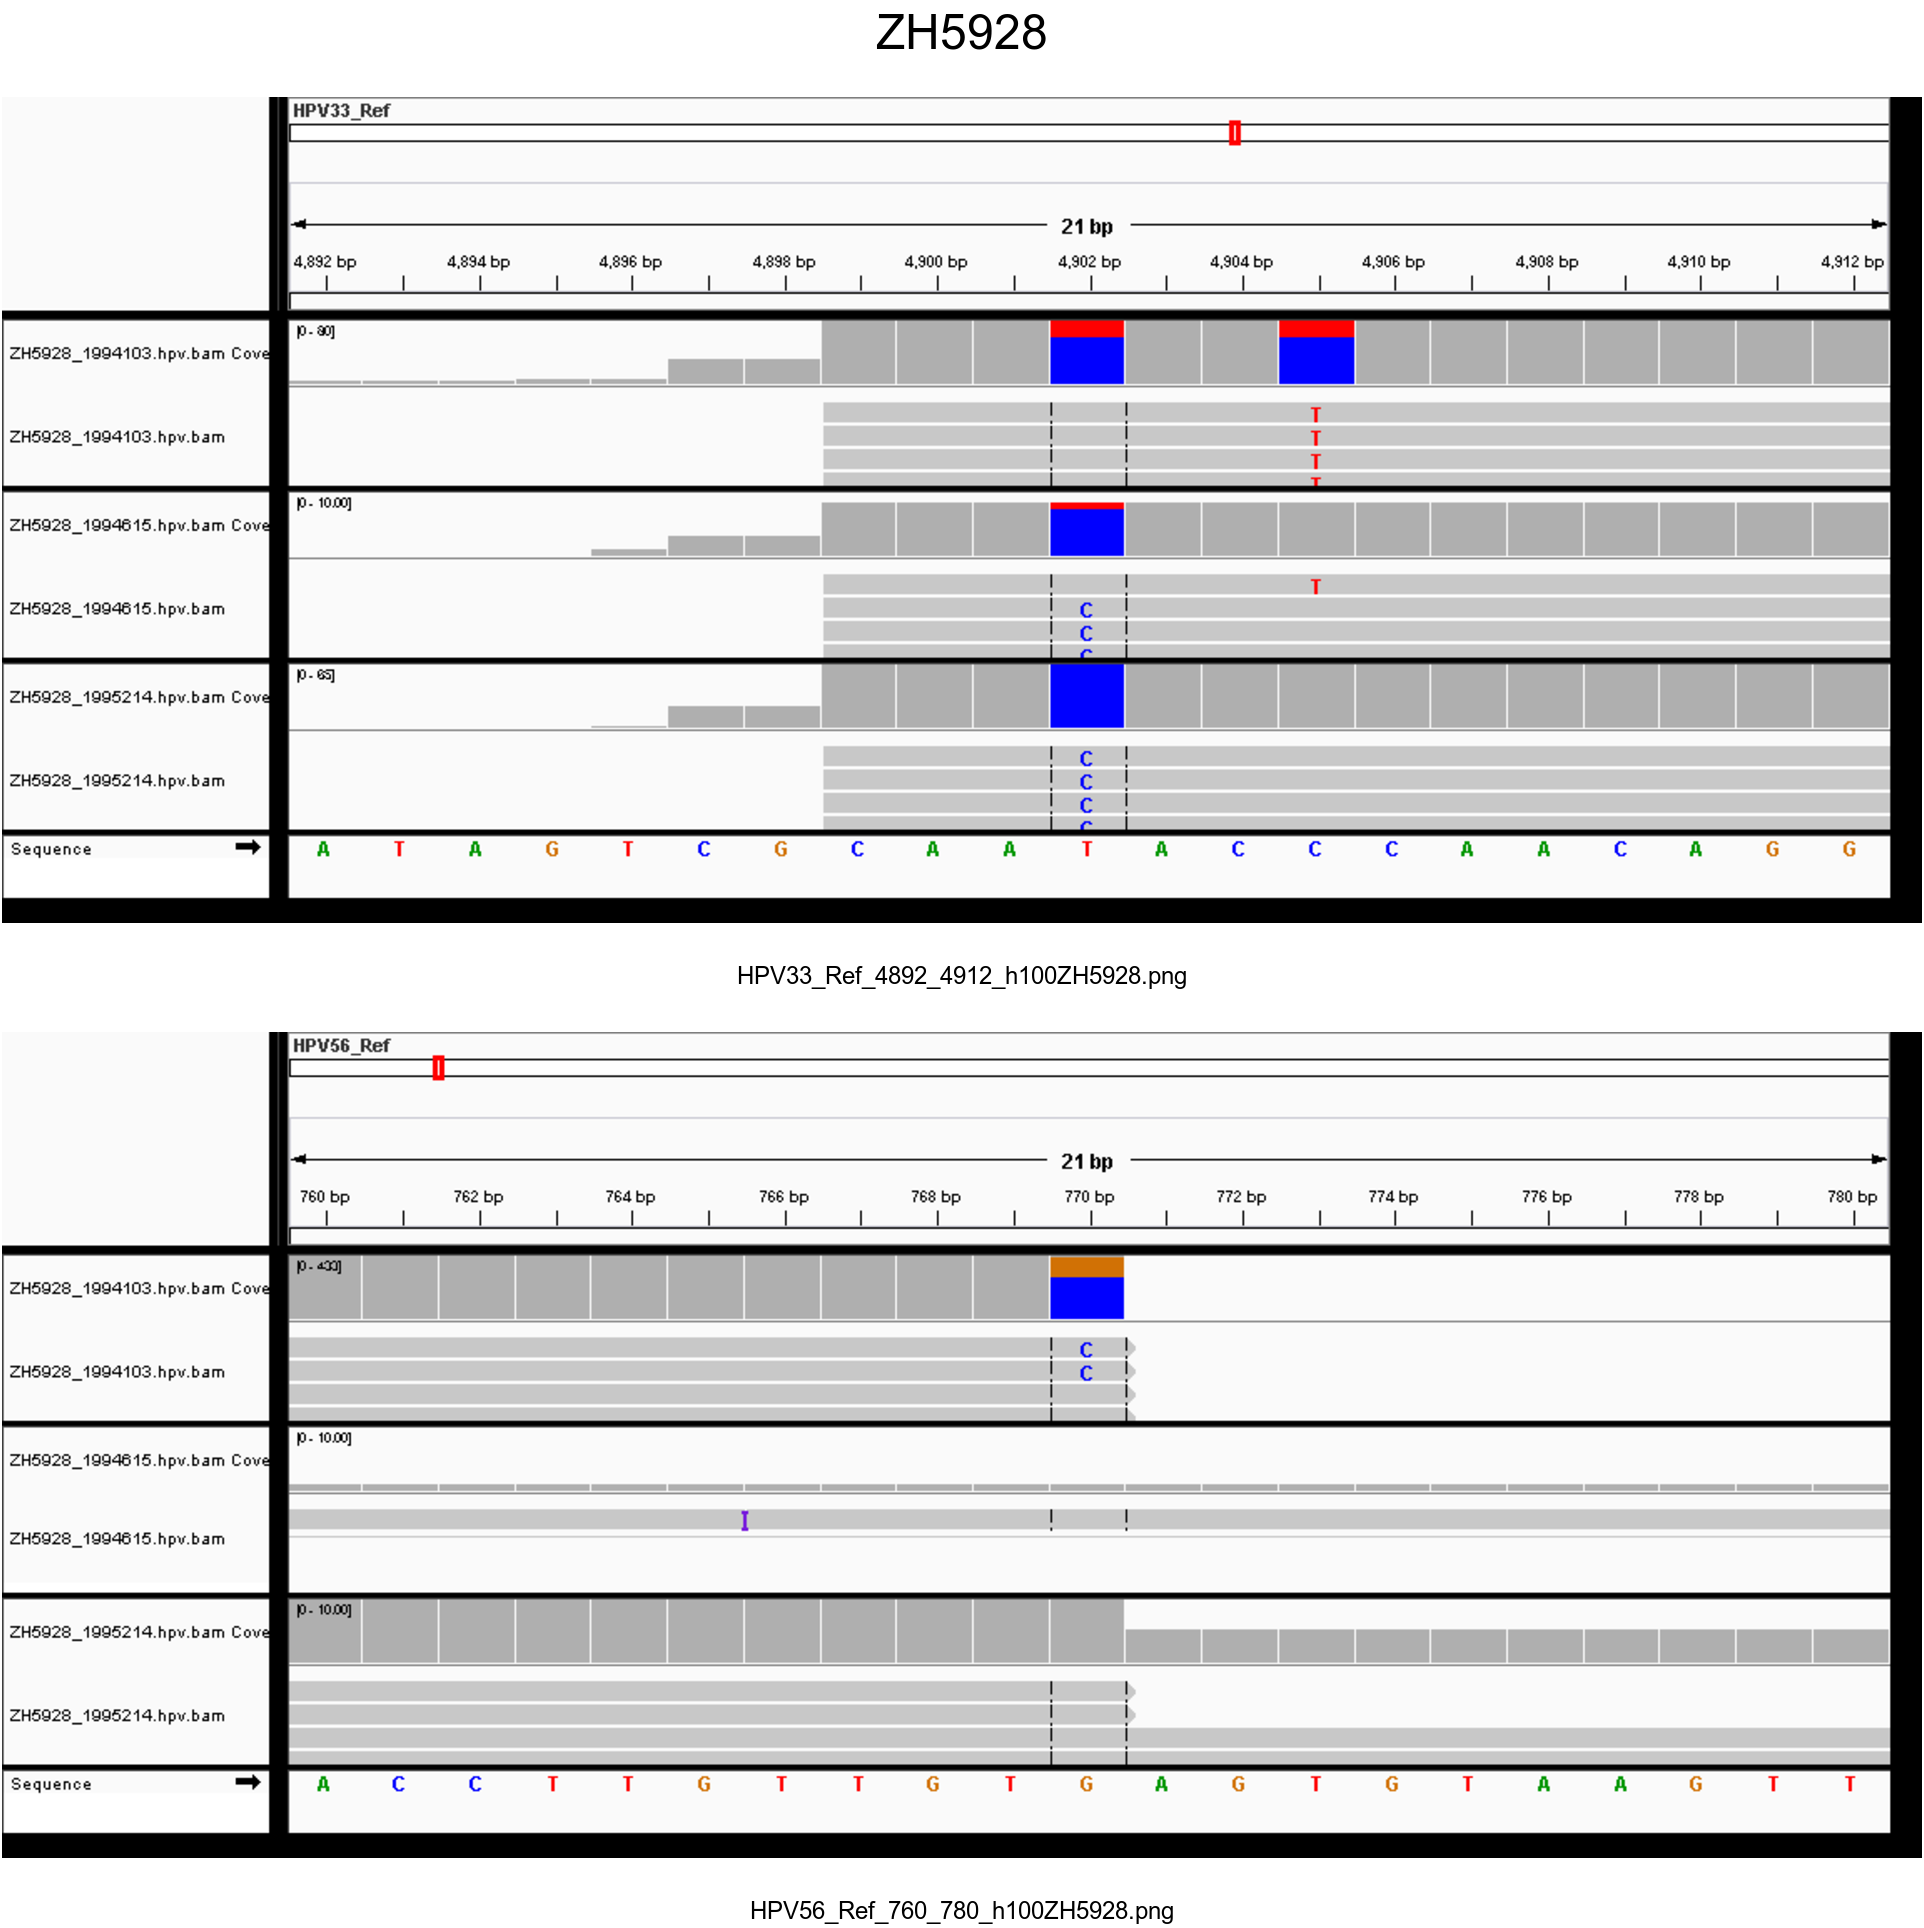 ZH5928
HPV33_Ref
21 bp
4,892 bp 4,894 bp 4,896 bp 4,898 bp 4,900 bp 4,902 bp 4,904 bp 4,906 bp 4,908 bp 4,910 bp 4,912 bp
[0 - 80]
ZH5928_1994103.hpv.bam Cove
T
ZH5928_1994103.hpv.bam
T
T
T
[0 - 10.00]
ZH5928_1994615.hpv.bam Cove
T
ZH5928_1994615.hpv.bam
C
C
C
[0 - 65]
ZH5928_1995214.hpv.bam Cove
C
ZH5928_1995214.hpv.bam
C
C
C
Sequence A T A G T C G C A A T A C C C A A C A G G
HPV33_Ref_4892_4912_h100ZH5928.png
HPV56_Ref
21 bp
760 bp 762 bp 764 bp 766 bp 768 bp 770 bp 772 bp 774 bp 776 bp 778 bp 780 bp
[0 - 433]
ZH5928_1994103.hpv.bam Cove
C
ZH5928_1994103.hpv.bam
C
[0 - 10.00]
ZH5928_1994615.hpv.bam Cove
I
ZH5928_1994615.hpv.bam
[0 - 10.00]
ZH5928_1995214.hpv.bam Cove
ZH5928_1995214.hpv.bam
Sequence A C C T T G T T G T G A G T G T A A G T T
HPV56_Ref_760_780_h100ZH5928.png